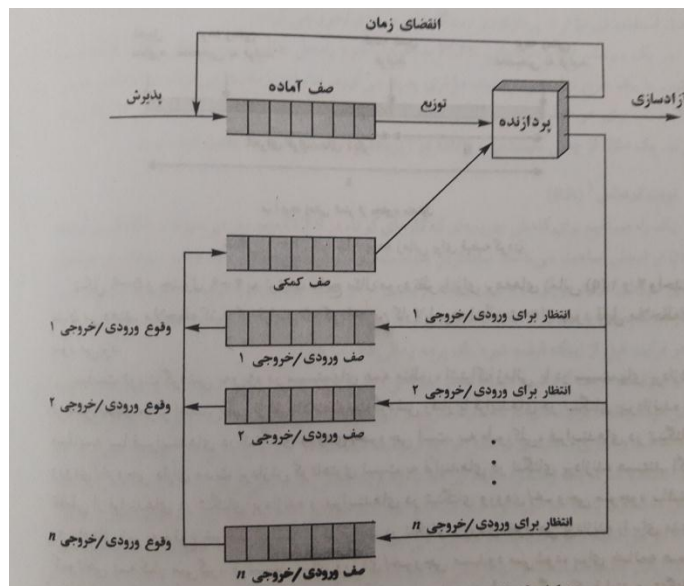 انقضای زمان
صف آماده
پذیرش
توزیع
پردازنده
آزادسازی
صف کمکی
انتظار برای ورودی/خروجی ۱
وقوع ورودی/خروجی ۱
صف ورودی/خروجی ۱
انتظار برای ورودی/خروجی ۲
وقوع ورودی/خروجی ۲
صف ورودی/خروجی ۲
انتظار برای ورودی/خروجی n
وقوع ورودی/خروجی n
صف ورودی/خروجی n